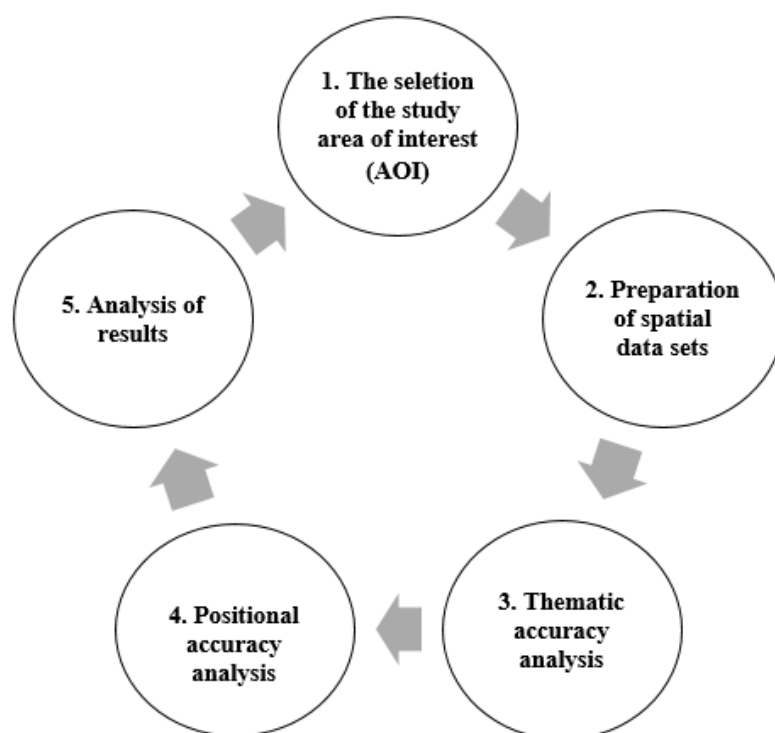 1. The seletion
of the study
area of interest
(AOI)
2. Preparation
of spatial
data sets
3. Thematic
accuracy
analysis
4. Positional
accuracy
analysis
5. Analysis of
results